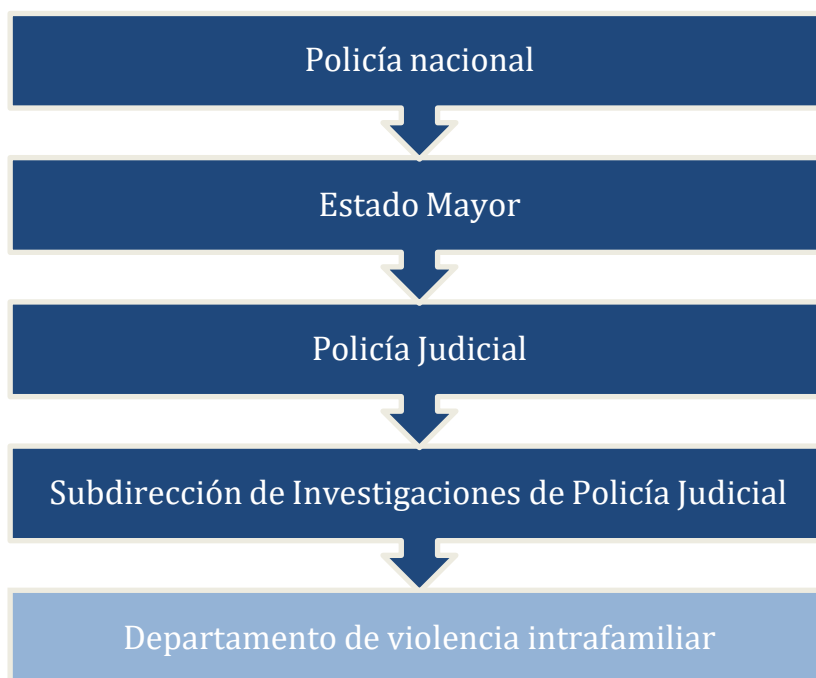 Policía nacional
Estado Mayor
Policía Judicial
Subdirección de Investigaciones de Policía Judicial
Departamento de violencia intrafamiliar